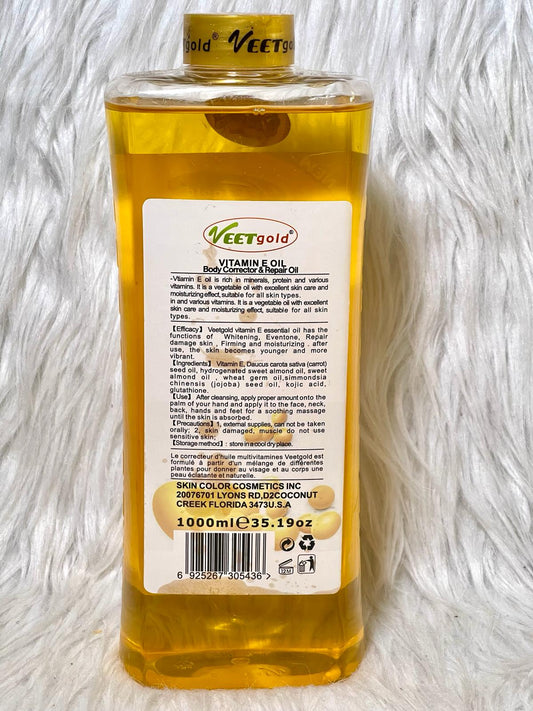 VEETgold®
VEETgold®
VITAMIN E OIL
Body Corrector & Repair Oil
-Vtiamin E oil is rich in minerals, protein and various
vitamins. It is a vegetable oil with excellent skin care and
moisturizing effect, suitable for all skin types.
in and various vitamins. It is a vegetable oil with excellent
skin care and moisturizing effect, suitable for all skin
types.
【Efficacy】 Veetgold vitamin E essential oil has the
functions of Whitening, Eventone, Repair
damage skin , Firming and moisturizing , after
use, the skin becomes younger and more
vibrant.
【Ingredients】 Vitamin E, Daucus carota sativa (carrot)
seed oil, hydrogenated sweet almond oil, sweet
almond oil , wheat germ oil,simmondsia
chinensis (jojoba) seed oil, kojic acid,
glutathione.
【Use】 After cleansing, apply proper amount onto the
palm of your hand and apply it to the face, neck,
back, hands and feet for a soothing massage
until the skin is absorbed.
【Precautions】 1, external supplies, can not be taken
orally; 2, skin damaged, muscle do not use
sensitive skin;
【Storage method】: store in a cool dry place.
Le correcteur d'huile multivitamines Veetgold est
formulé à partir d'un mélange de différentes
plantes pour donner au visage et au corps une
peau éclatante et naturelle.
SKIN COLOR COSMETICS INC
20076701 LYONS RD,D2COCONUT
CREEK FLORIDA 3473U.S.A
1000ml℮35.19oz
6 925267 305436 >
12M